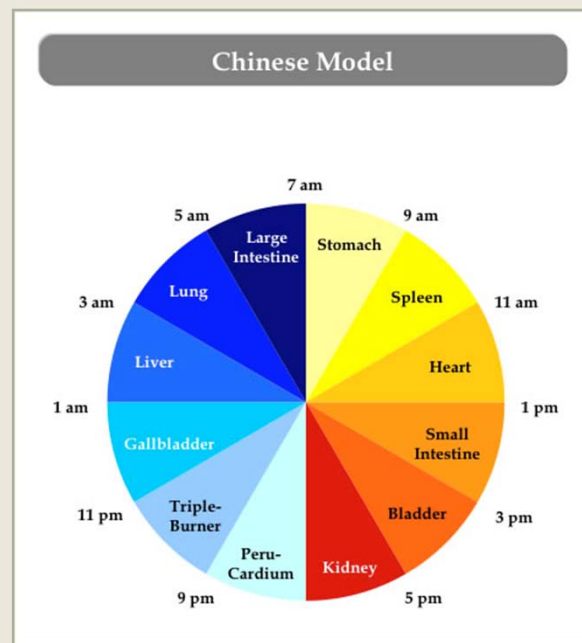 Chinese Model
7 am
9 am
11 am
1 pm
3 pm
5 pm
9 pm
11 pm
1 am
3 am
5 am
Stomach
Spleen
Heart
Small
Intestine
Bladder
Kidney
Peru-
Cardium
Triple-
Burner
Gallbladder
Liver
Lung
Large
Intestine